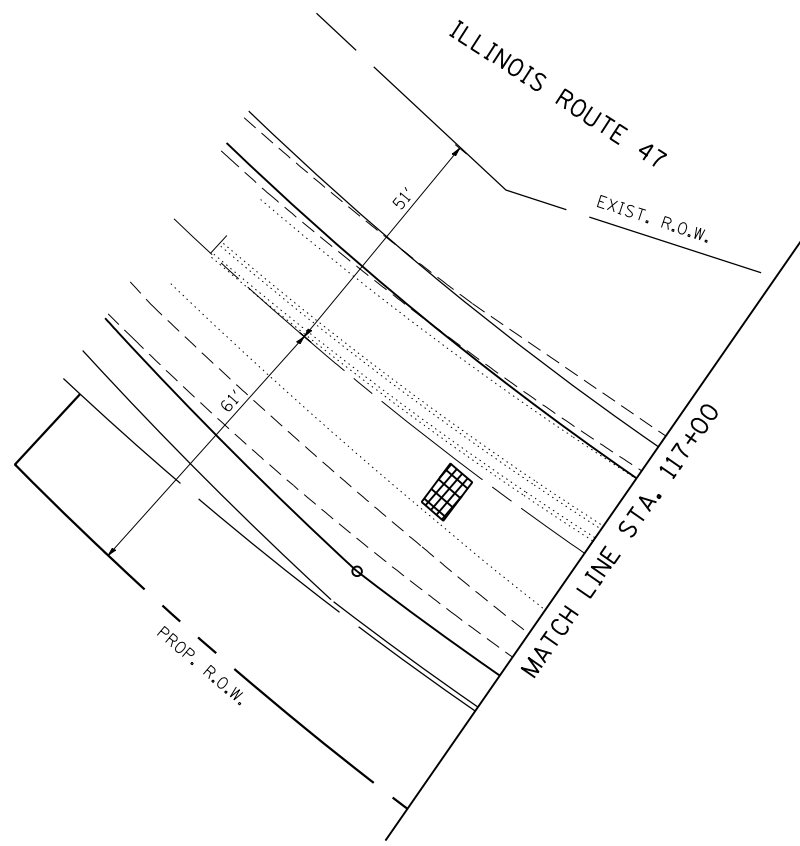 ILLINOIS ROUTE 47
51'
EXIST. R.O.W.
61'
MATCH LINE STA. 117+00
PROP. R.O.W.